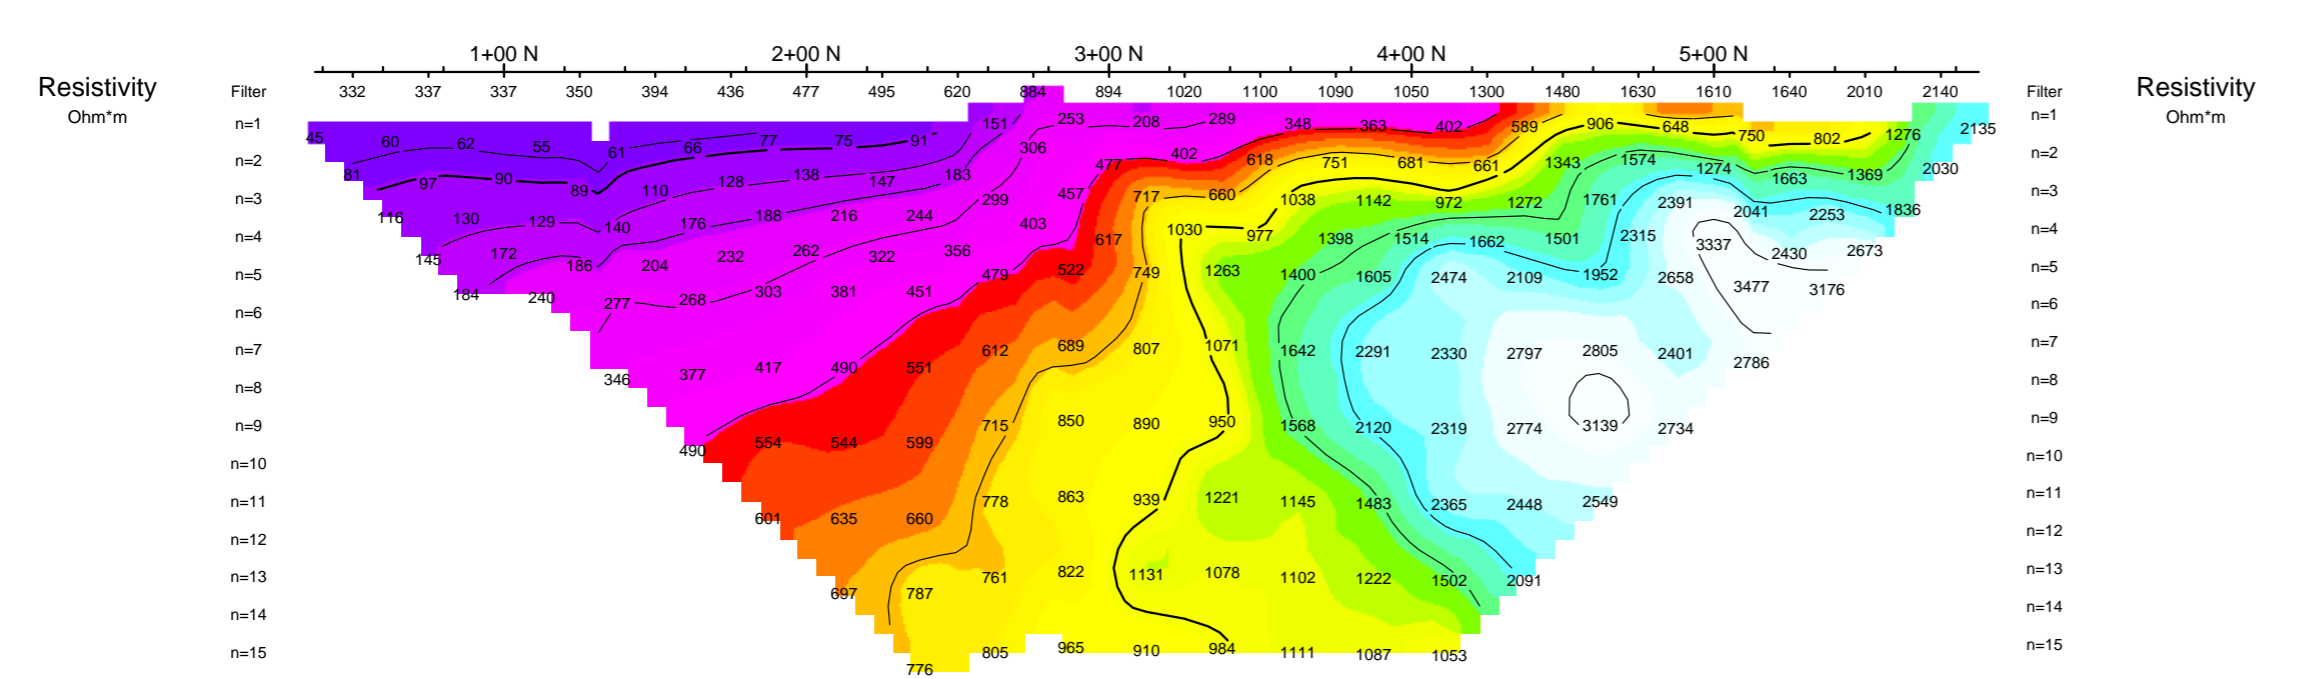 1+00 N 2+00 N 3+00 N 4+00 N 5+00 N
Resistivity Resistivity
Ohm*m Ohm*m
Filter 332 337 337 350 394 436 477 495 620 884 894 1020 1100 1090 1050 1300 1480 1630 1610 1640 2010 2140 Filter
n=1 45 60 62 55 61 66 77 75 91 151 253 208 289 348 363 402 589 906 648 750 802 1276 2135 n=1
n=2 81 97 90 89 110 128 138 147 183 306 477 402 618 751 681 661 1343 1574 1274 1663 1369 2030 n=2
n=3 116 130 129 140 176 188 216 244 299 457 717 660 1038 1142 972 1272 1761 2391 2041 2253 1836 n=3
n=4 145 172 186 204 232 262 322 356 403 617 1030 977 1398 1514 1662 1501 2315 3337 2430 2673 n=4
n=5 184 240 277 268 303 381 451 479 522 749 1263 1400 1605 2474 2109 1952 2658 3477 3176 n=5
n=6 n=6
n=7 346 377 417 490 551 612 689 807 1071 1642 2291 2330 2797 2805 2401 2786 n=7
n=8 n=8
n=9 490 554 544 599 715 850 890 950 1568 2120 2319 2774 3139 2734 n=9
n=10 n=10
n=11 601 635 660 778 863 939 1221 1145 1483 2365 2448 2549 n=11
n=12 n=12
n=13 697 787 761 822 1131 1078 1102 1222 1502 2091 n=13
n=14 n=14
n=15 776 805 965 910 984 1111 1087 1053 n=15